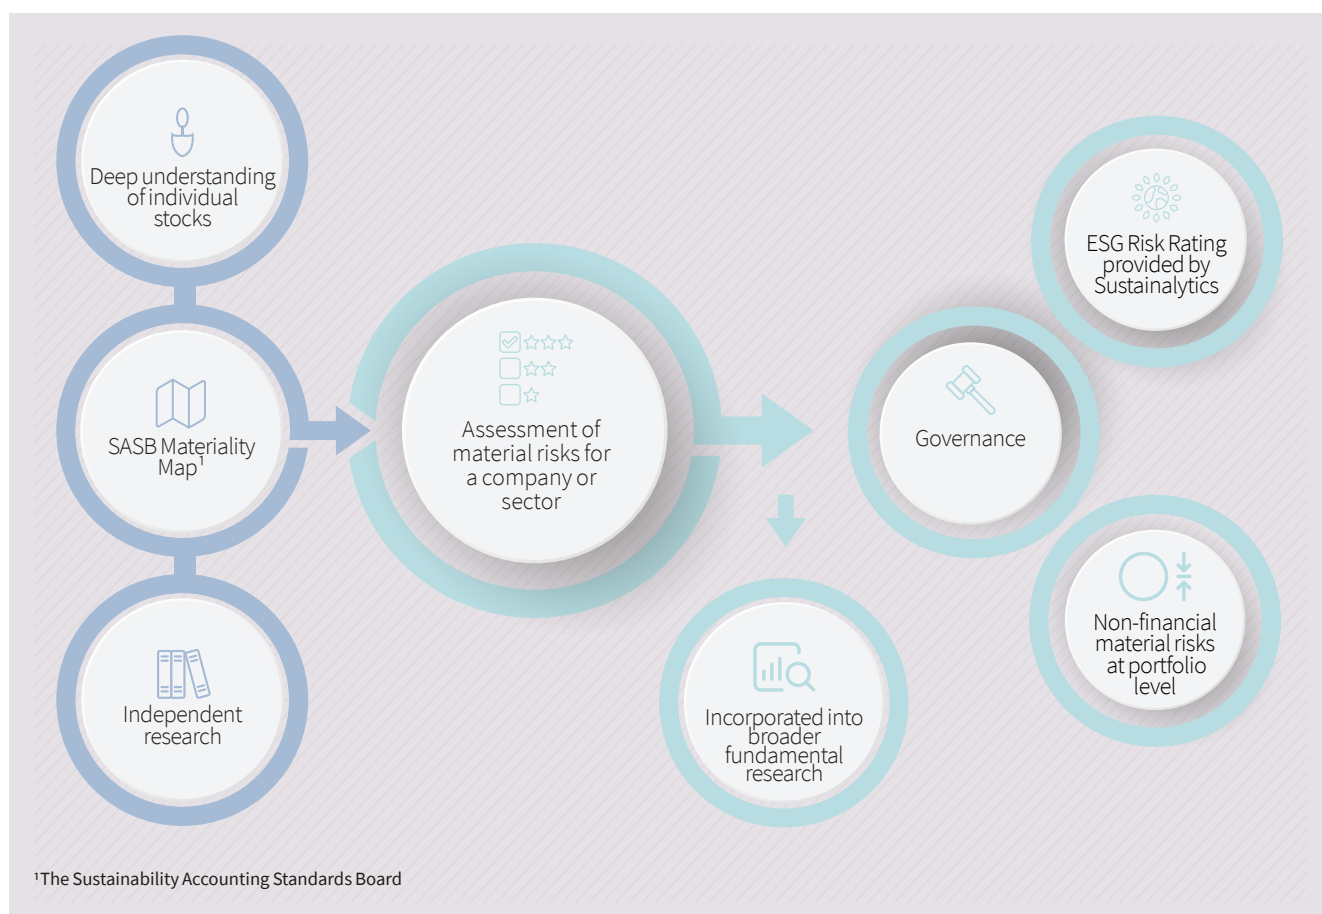 Deep understanding
of individual
stocks
SASB Materiality
Map¹
Independent
research
Assessment of
material risks for
a company or
sector
Incorporated into
broader
fundamental
research
Governance
ESG Risk Rating
provided by
Sustainalytics
Non-financial
material risks
at portfolio
level
¹The Sustainability Accounting Standards Board